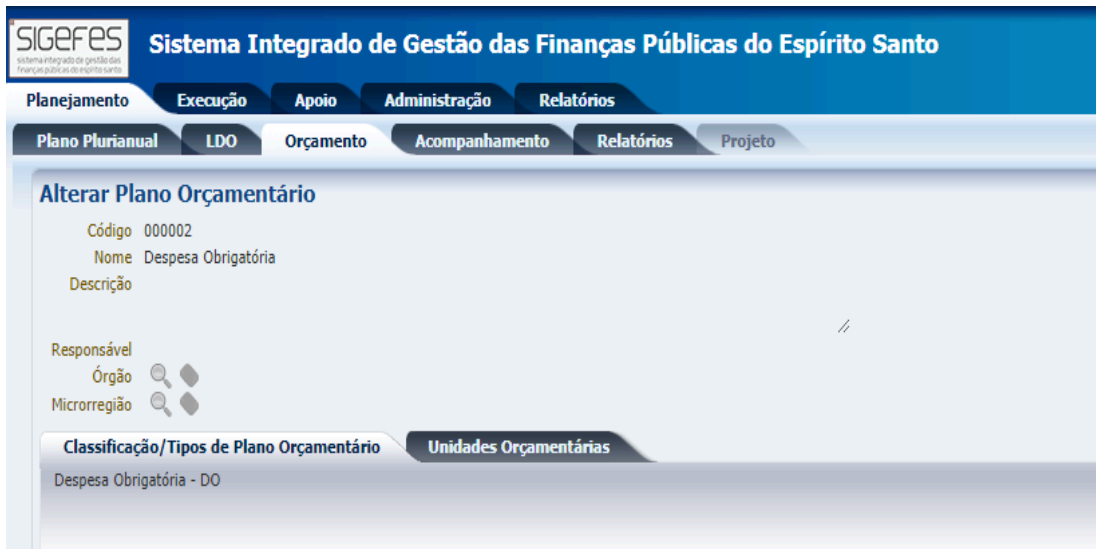 SIGEFES
sistema integrado de gestão das
finanças públicas do espírito santo
Sistema Integrado de Gestão das Finanças Públicas do Espírito Santo
Planejamento Execução Apoio Administração Relatórios
Plano Plurianual LDO Orçamento Acompanhamento Relatórios Projeto
Alterar Plano Orçamentário
Código 000002
Nome Despesa Obrigatória
Descrição
Responsável
Órgão
Microrregião
Classificação/Tipos de Plano Orçamentário Unidades Orçamentárias
Despesa Obrigatória - DO